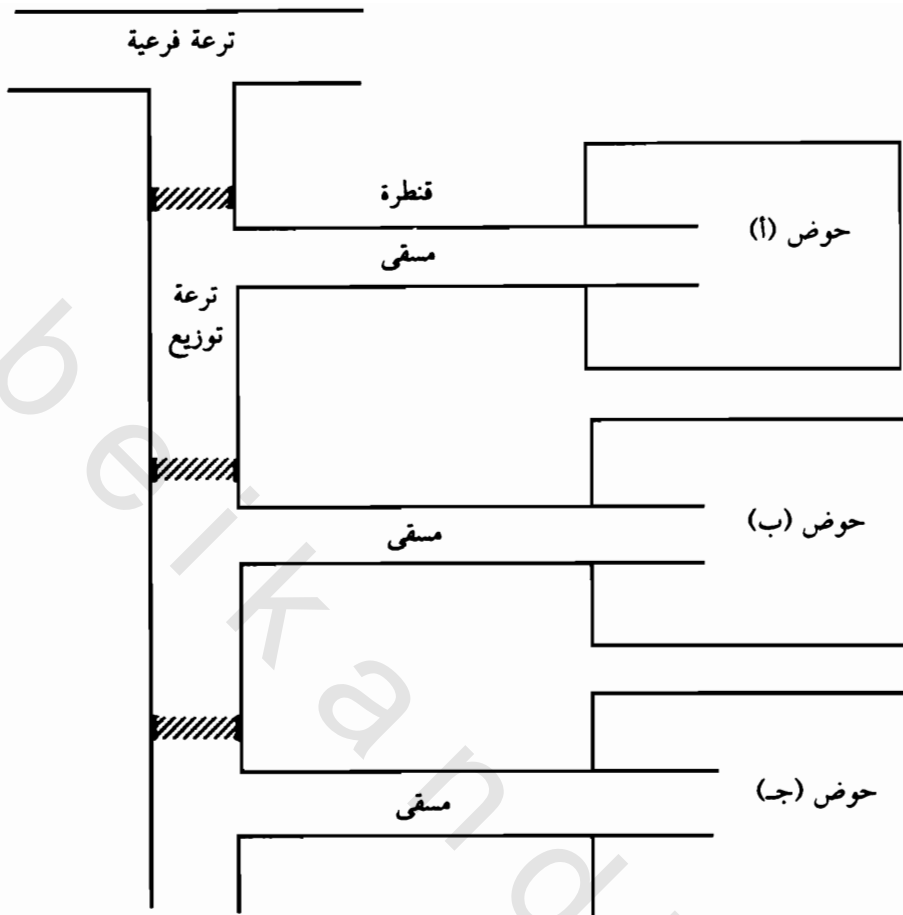 ترعة فرعية
قنطرة
حوض (أ)
مسقى
ترعة
توزيع
حوض (ب)
مسقى
حوض (جـ)
مسقى
b e i k a n d